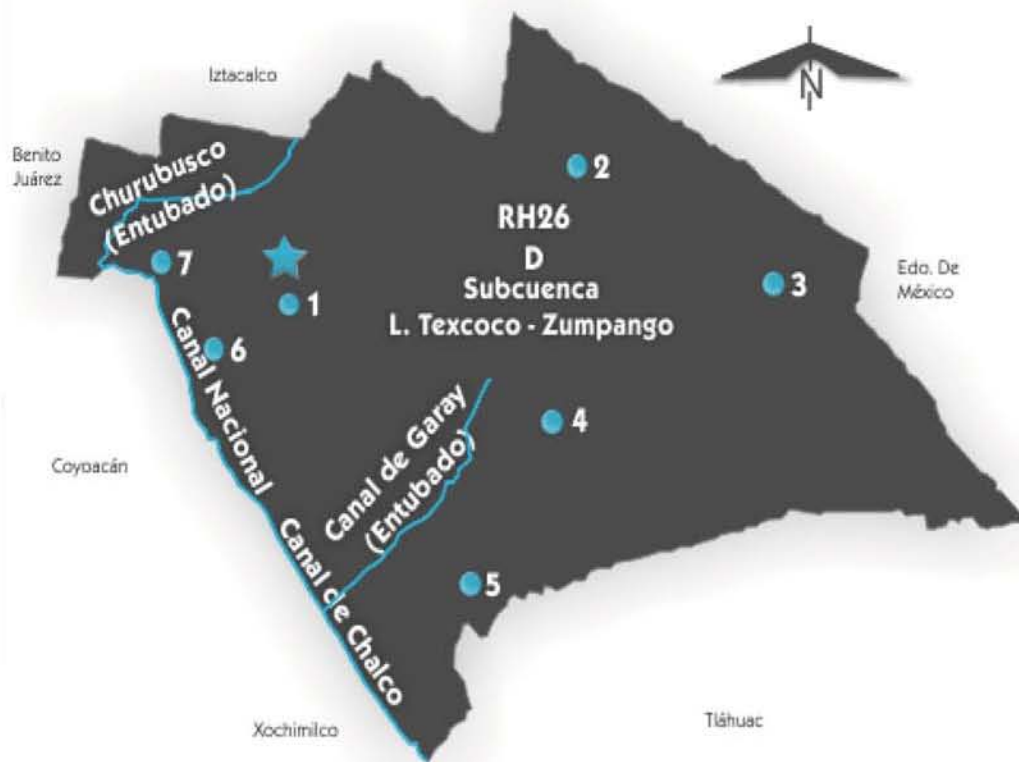 Iztacalco
N
Benito
Juárez
Churubusco
(Entubado)
2
RH26
D
Subcuenca
L. Texcoco - Zumpango
7
1
3
Edo. De
México
6
Canal Nacional
4
Canal de Garay
(Entubado)
Coyoacán
Canal de Chalco
5
Xochimilco
Tláhuac